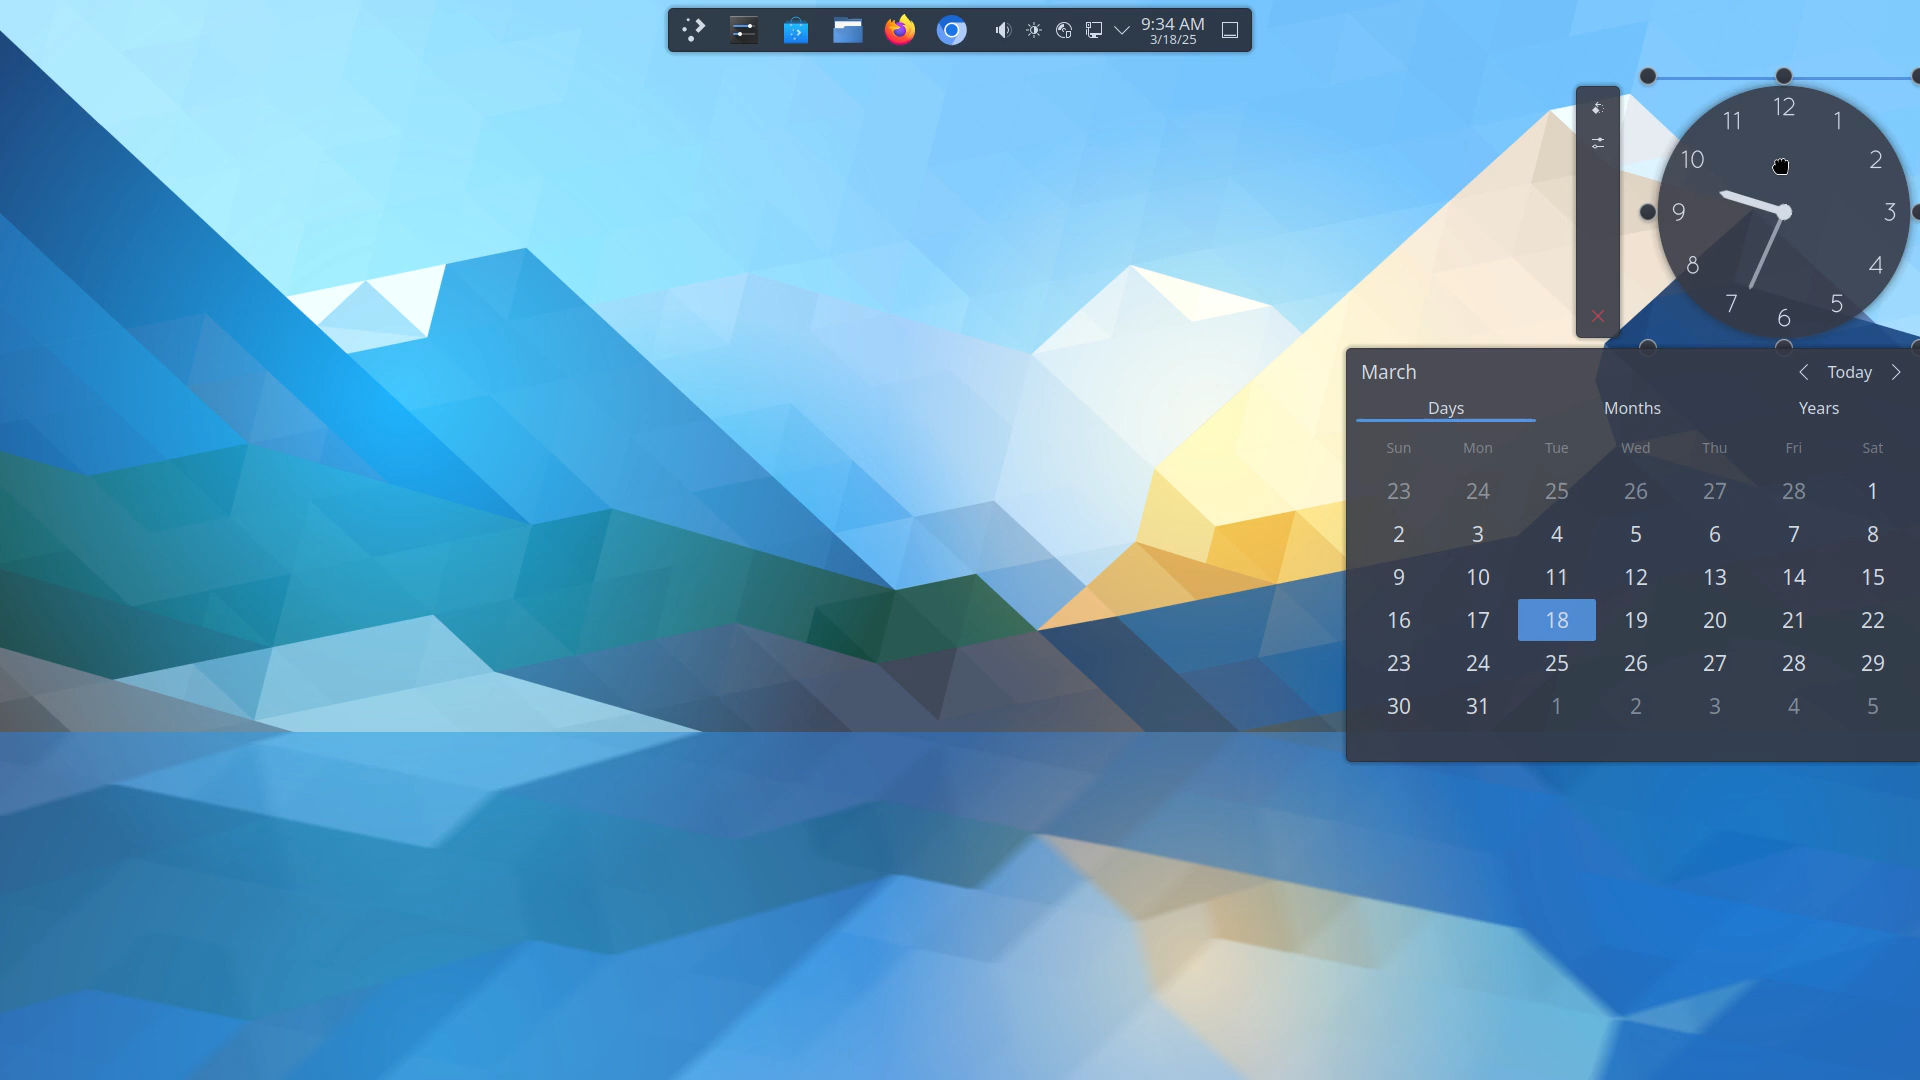 9:34 AM
3/18/25
12
11 1
10 2
9 3
8 4
7 5
6
March Today
Days Months Years
Sun Mon Tue Wed Thu Fri Sat
23 24 25 26 27 28 1
2 3 4 5 6 7 8
9 10 11 12 13 14 15
16 17 18 19 20 21 22
23 24 25 26 27 28 29
30 31 1 2 3 4 5